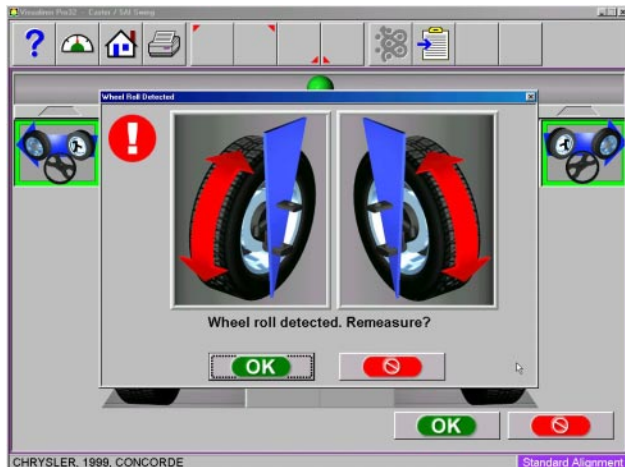 Visualiner Pro32 - Caster / SAI Swing
Wheel Roll Detected
Wheel roll detected. Remeasure?
OK
OK
CHRYSLER, 1999, CONCORDE
Standard Alignment